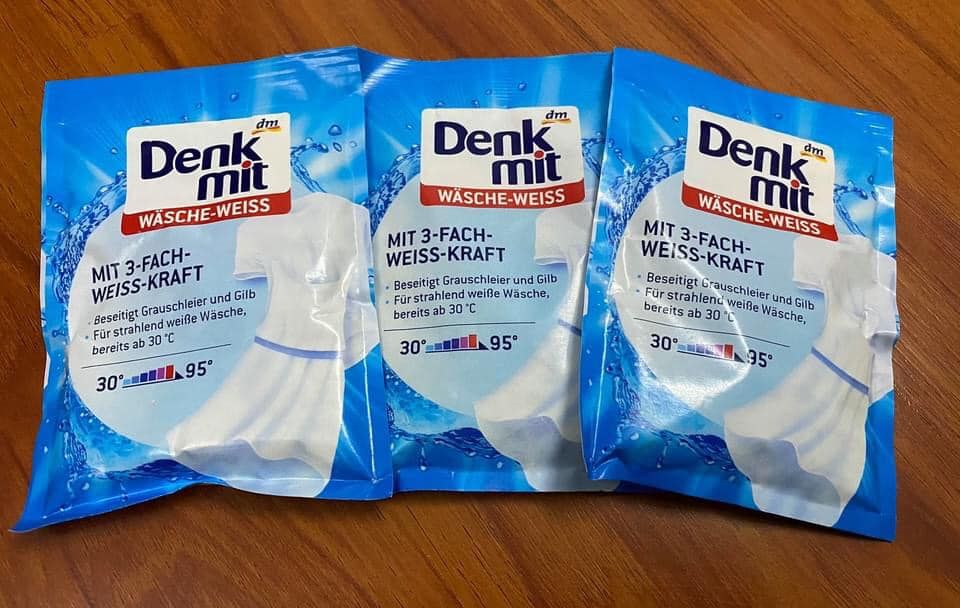 dm
Denk
mit
WÄSCHE-WEISS
MIT 3-FACH-
WEISS-KRAFT
• Beseitigt Grauschleier und Gilb
• Für strahlend weiße Wäsche,
bereits ab 30 °C
30° 95°
dm
Denk
mit
WÄSCHE-WEISS
MIT 3-FACH-
WEISS-KRAFT
• Beseitigt Grauschleier und Gilb
• Für strahlend weiße Wäsche,
bereits ab 30 °C
30° 95°
dm
Denk
mit
WÄSCHE-WEISS
MIT 3-FACH-
WEISS-KRAFT
• Beseitigt Grauschleier und Gilb
• Für strahlend weiße Wäsche,
bereits ab 30 °C
30° 95°